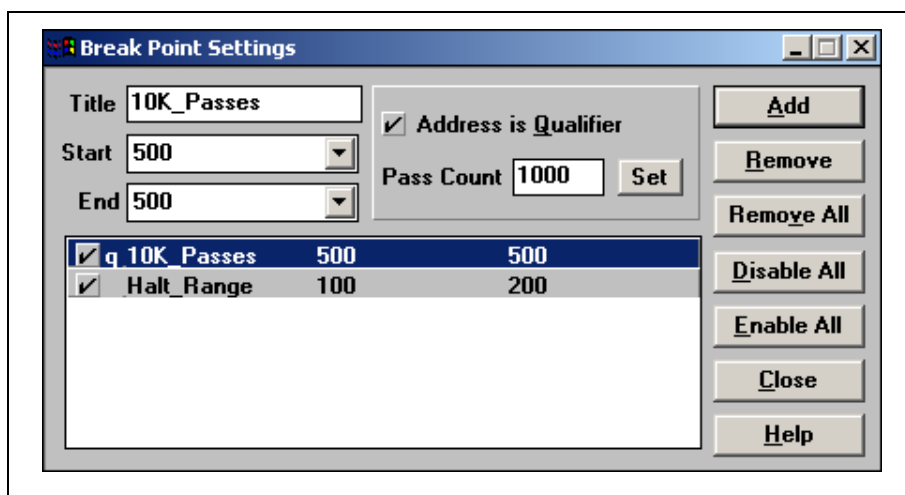 Break Point Settings
Title 10K_Passes
Start 500
End 500
Address is Qualifier
Pass Count 1000 Set
q 10K_Passes 500 500
Halt_Range 100 200
Add
Remove
Remove All
Disable All
Enable All
Close
Help